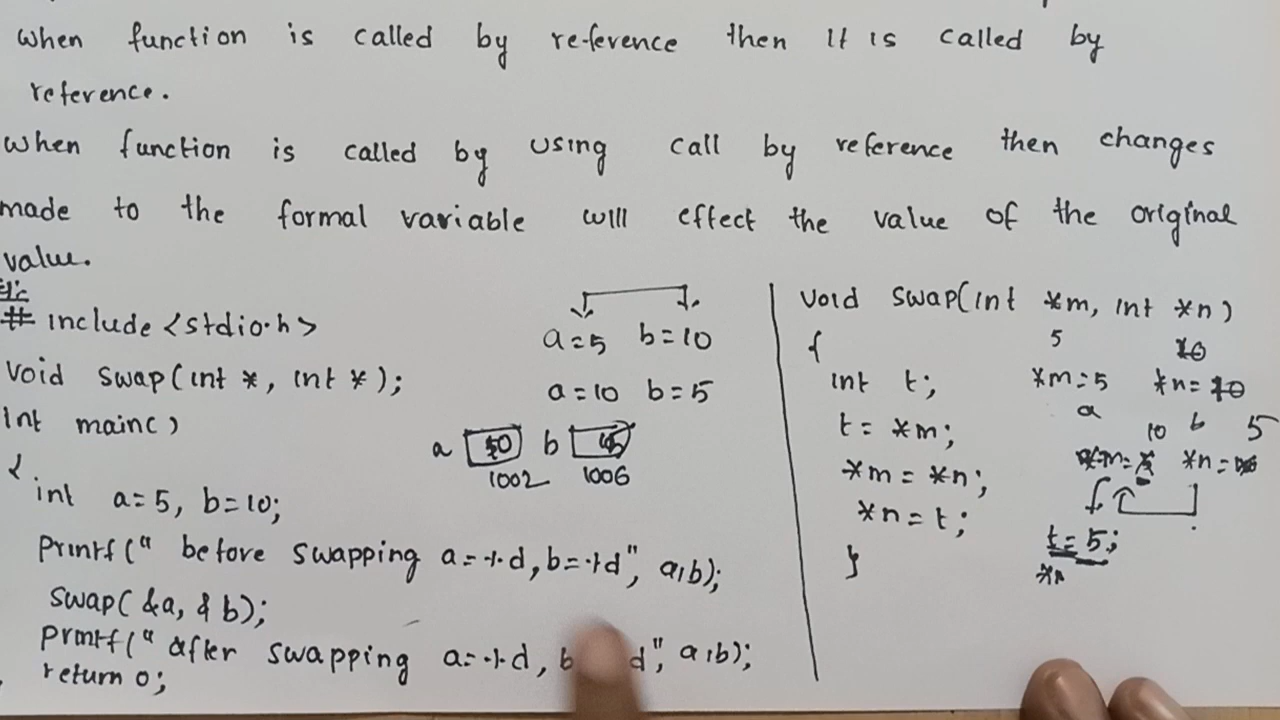 when function is called by reference then it is called by
reference.
when function is called by using call by reference then changes
made to the formal variable will effect the value of the original
value.
# include <stdio.h>
void swap(int *, int *);
int main()
{
int a=5, b=10;
printf(" before swapping a=%d, b=%d", a,b);
swap( &a, & b);
printf(" after swapping a=%d, b d", a,b);
return 0;
a=5 b=10
a=10 b=5
a b
1002 1006
void swap(int *m, int *n)
{
int t;
t= *m;
*m = *n;
*n=t;
}
5
*m=5 *n=
a b
10 5
*n=
t=5;
*n